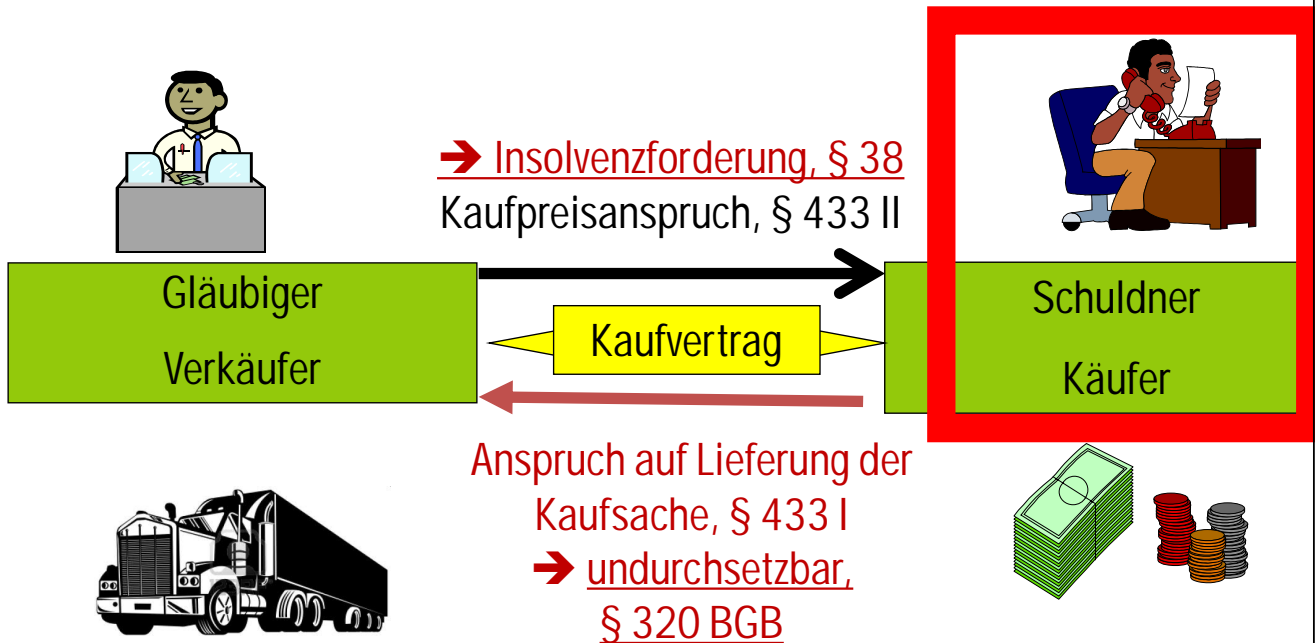 ➔ Insolvenzforderung, § 38
Kaufpreisanspruch, § 433 II
Gläubiger
Verkäufer
Kaufvertrag
Schuldner
Käufer
Anspruch auf Lieferung der
Kaufsache, § 433 I
➔ undurchsetzbar,
§ 320 BGB